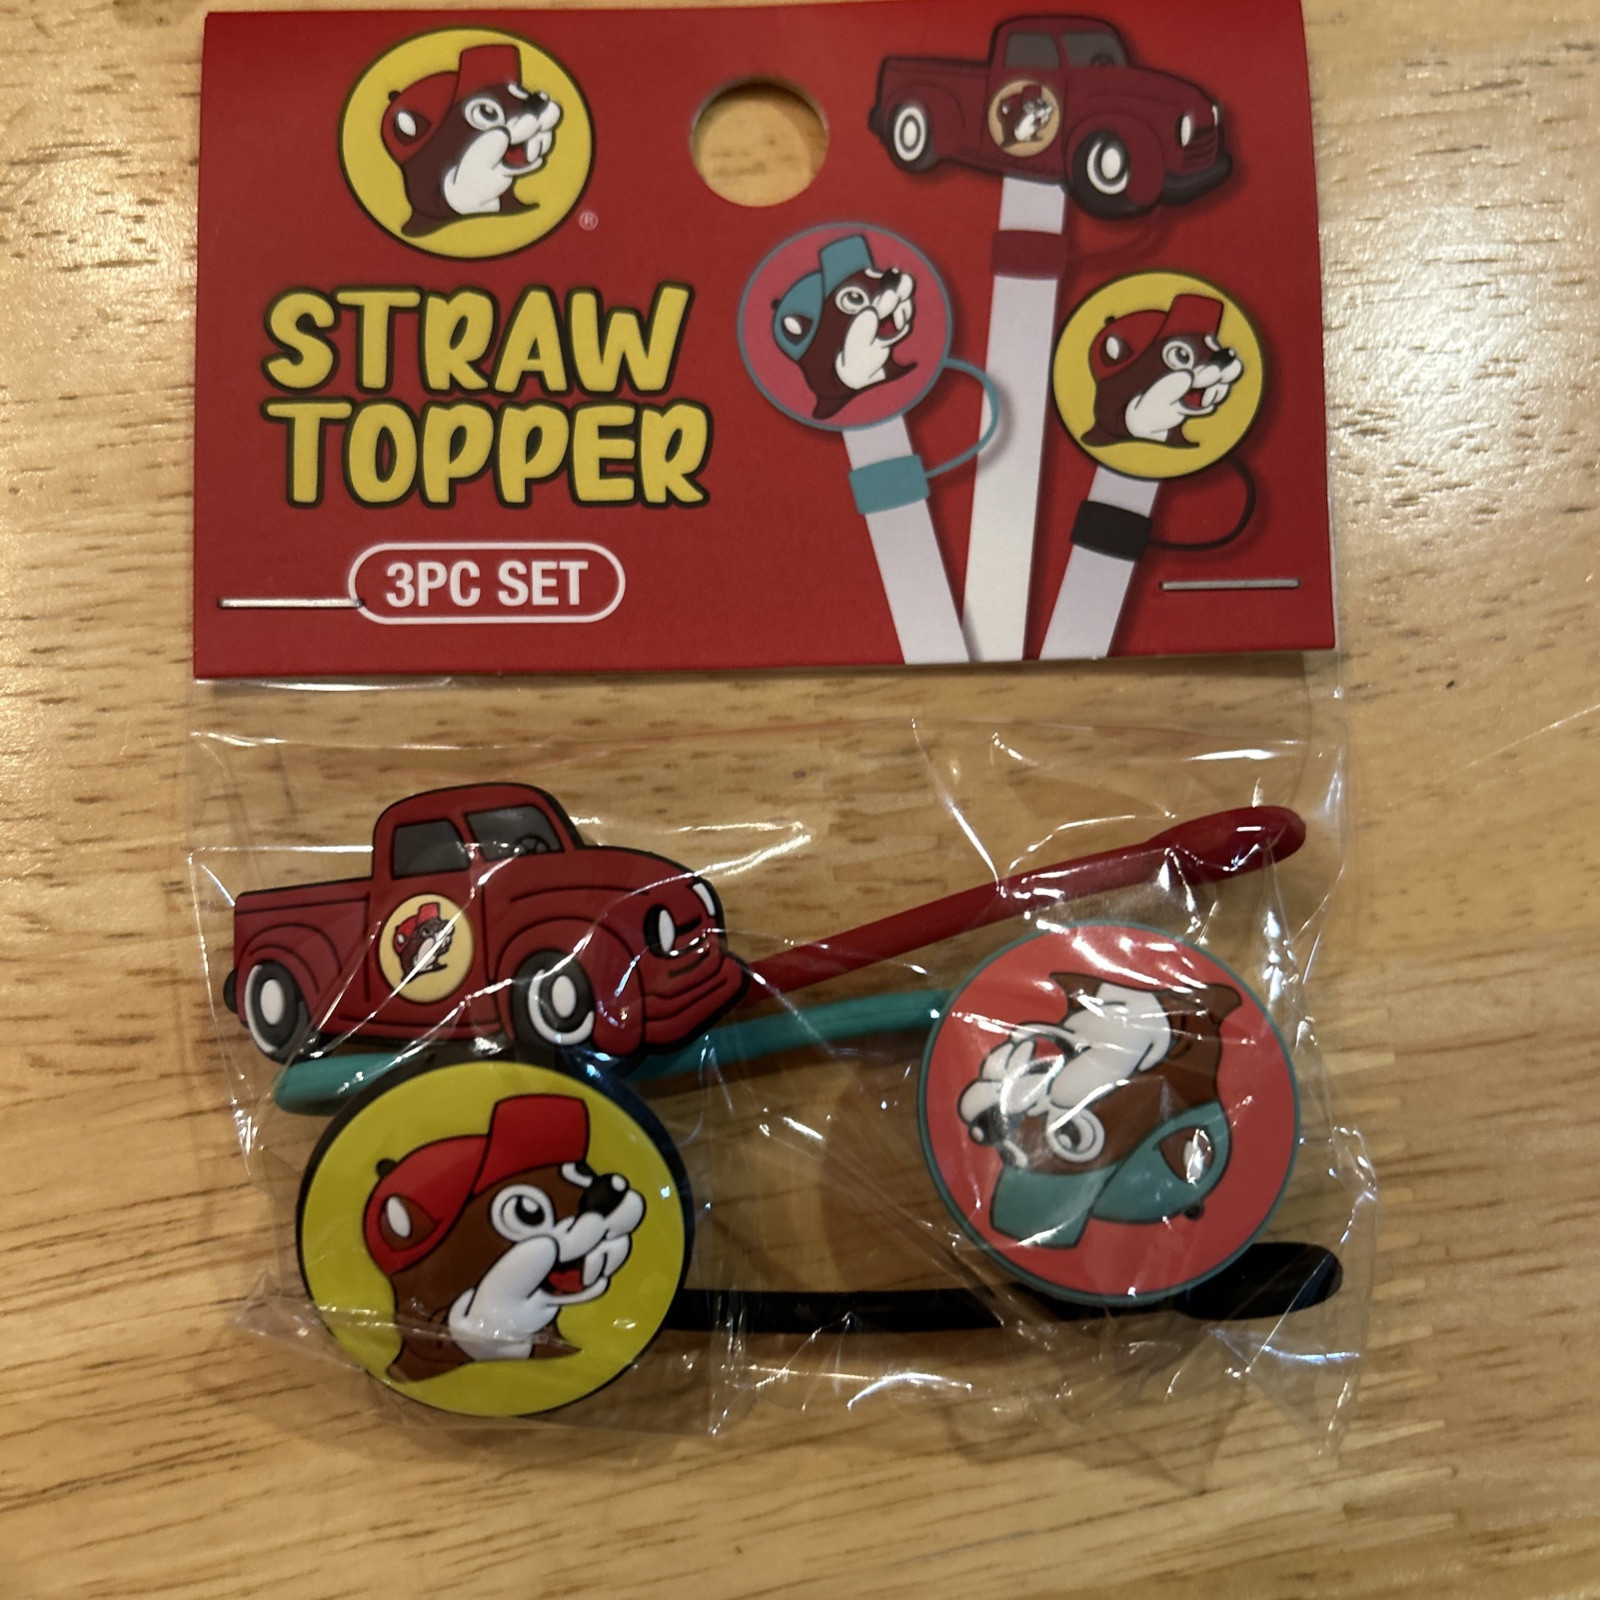 ®
STRAW
TOPPER
3PC SET